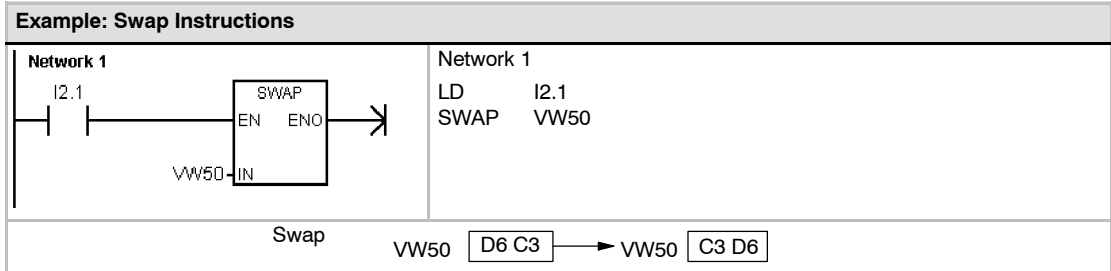 Example: Swap Instructions
Network 1
I2.1
SWAP
EN ENO
VW50 IN
Network 1
LD I2.1
SWAP VW50
Swap VW50 D6 C3 VW50 C3 D6